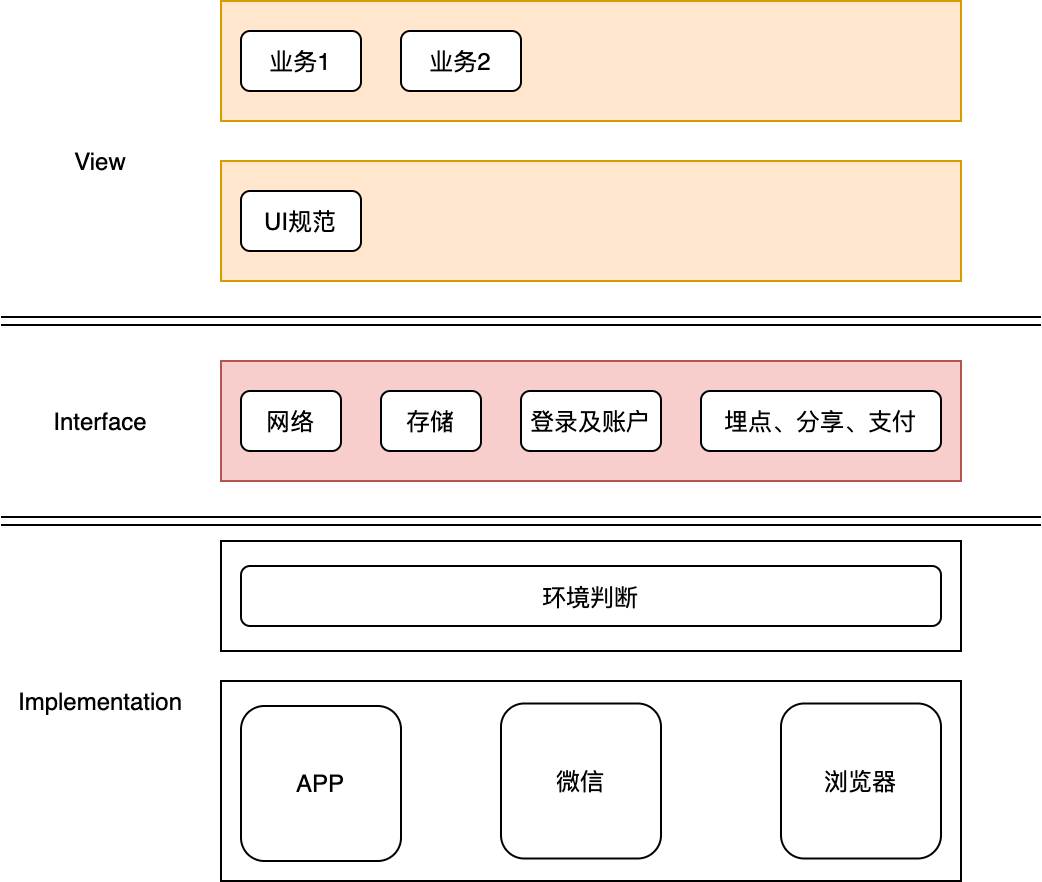 业务1
业务2
View
UI规范
Interface
网络
存储
登录及账户
埋点、分享、支付
环境判断
Implementation
APP
微信
浏览器